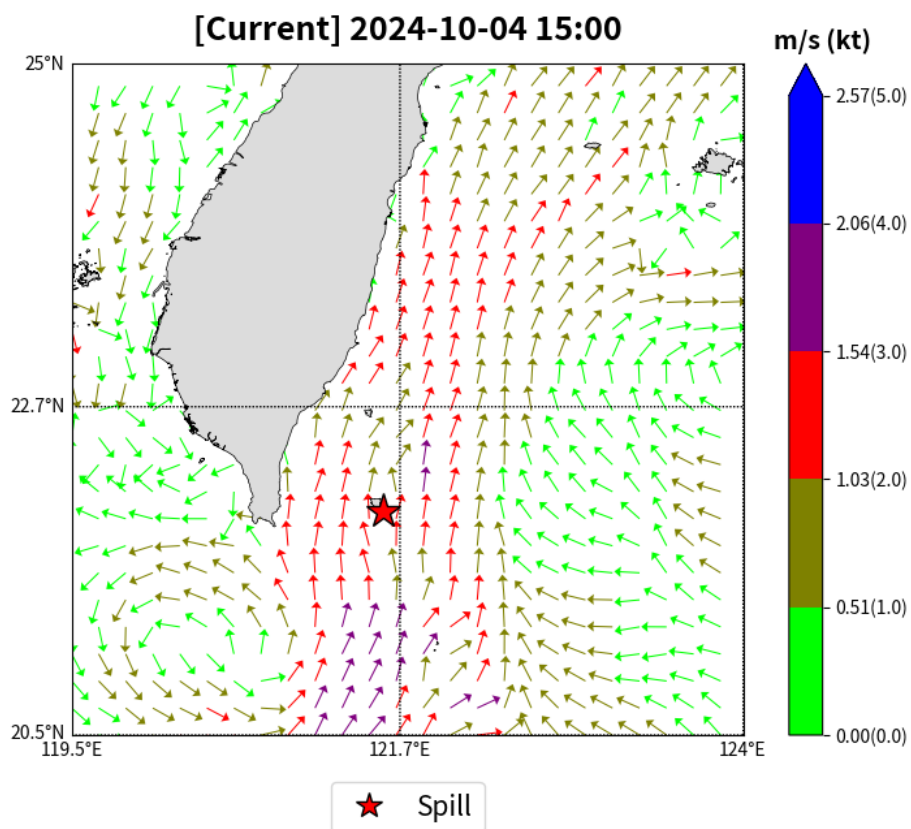 [Current] 2024-10-04 15:00
m/s (kt)
25°N
22.7°N
20.5°N
119.5°E
121.7°E
124°E
2.57(5.0)
2.06(4.0)
1.54(3.0)
1.03(2.0)
0.51(1.0)
0.00(0.0)
Spill